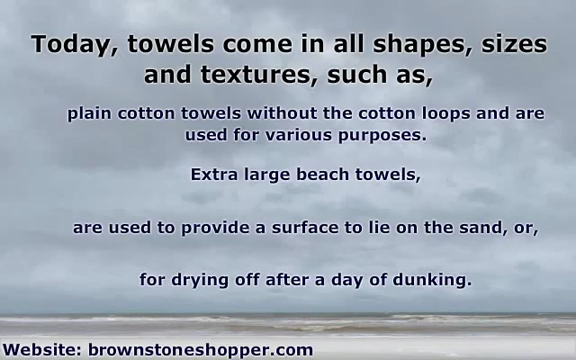 Today, towels come in all shapes, sizes
and textures, such as,
plain cotton towels without the cotton loops and are
used for various purposes.
Extra large beach towels,
are used to provide a surface to lie on the sand, or,
for drying off after a day of dunking.
Website: brownstoneshopper.com